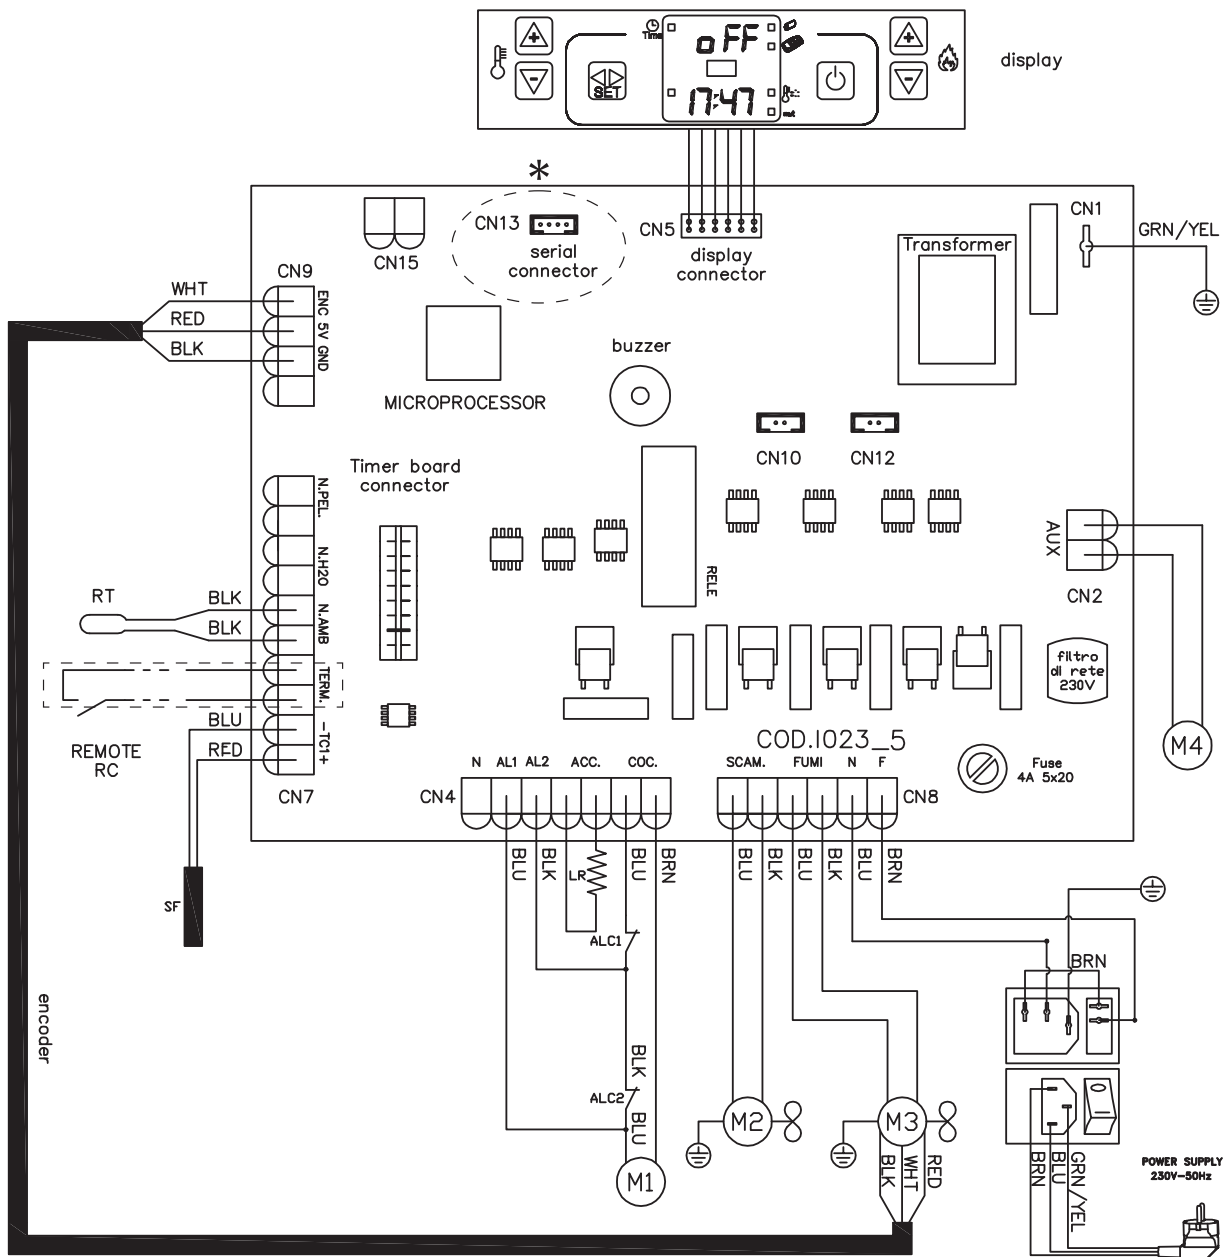 Time
oFF
SET
17:47
display
*
CN13
serial
connector
CN5
display
connector
CN1
GRN/YEL
Transformer
CN15
CN9
ENC 5V GND
WHT
RED
BLK
MICROPROCESSOR
buzzer
CN10
CN12
Timer board
connector
RELE
AUX
CN2
N.PEL.
N.H2O
N.AMB
TERM.
-TC1+
RT
BLK
BLK
BLU
RED
REMOTE
RC
CN7
SF
filtro
di rete
230V
M4
COD.I023_5
Fuse
4A 5x20
N AL1 AL2 ACC. COC.
CN4
SCAM. FUMI N F
CN8
BLU
BLK
LR
BLU
BRN
BLU
BLK
BLK
BLU
BLU
BRN
ALC1
BRN
encoder
BLK
ALC2
BLU
M1
M2
M3
BLK
WHT
RED
BRN
BLU
GRN/YEL
POWER SUPPLY
230V-50Hz